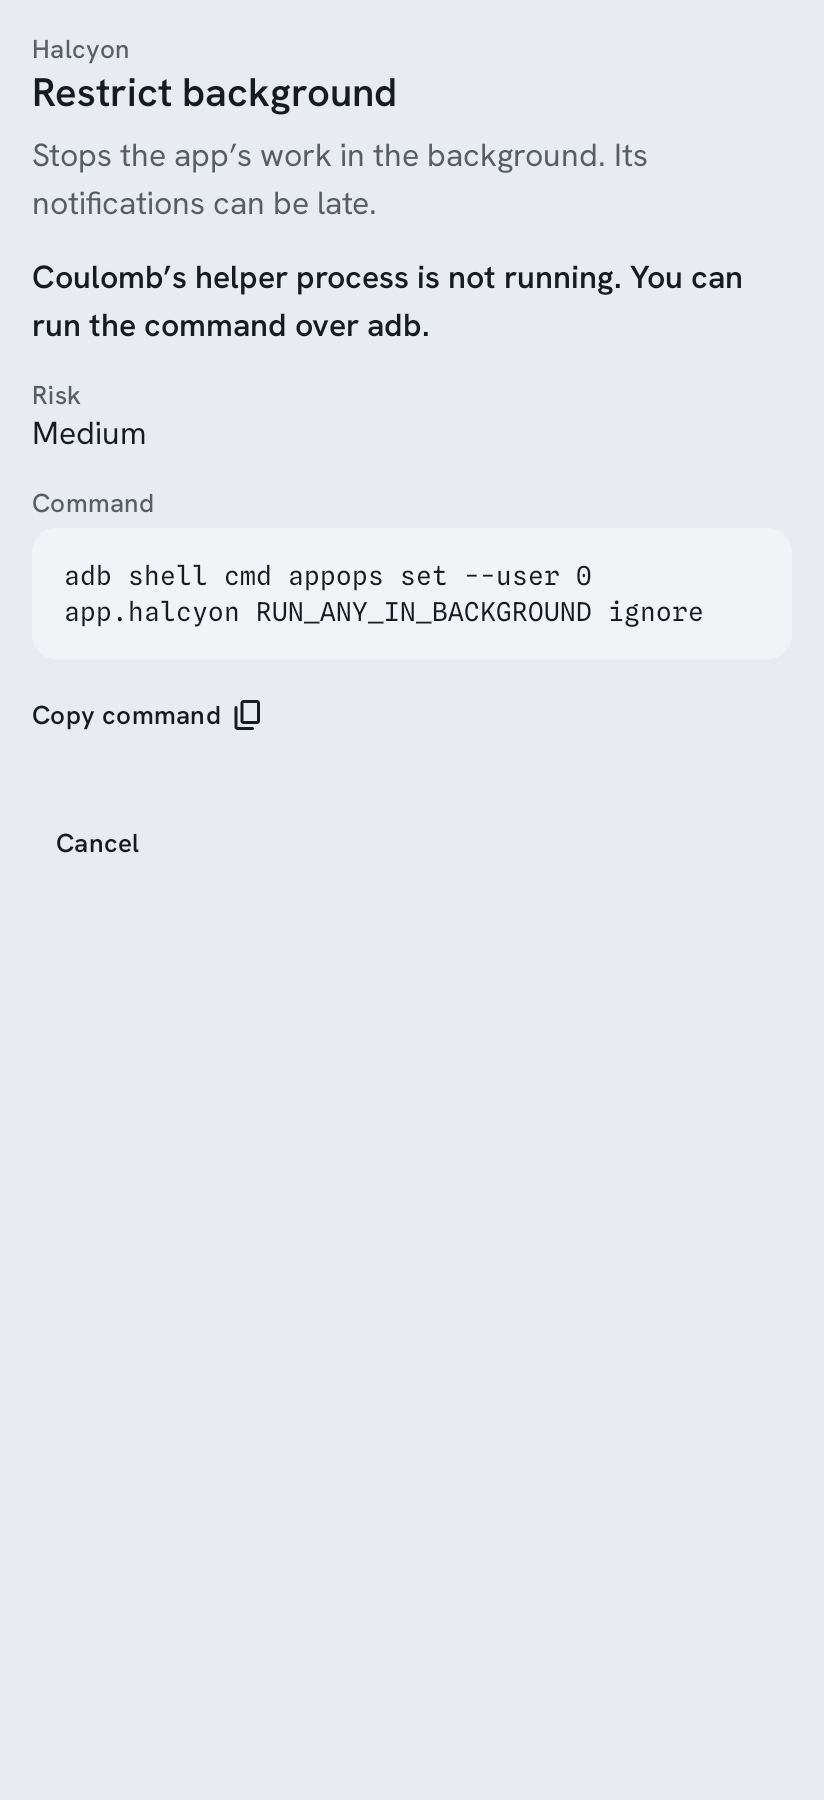 Halcyon
Restrict background
Stops the app’s work in the background. Its
notifications can be late.
Coulomb’s helper process is not running. You can
run the command over adb.
Risk
Medium
Command
adb shell cmd appops set --user 0
app.halcyon RUN_ANY_IN_BACKGROUND ignore
Copy command
Cancel